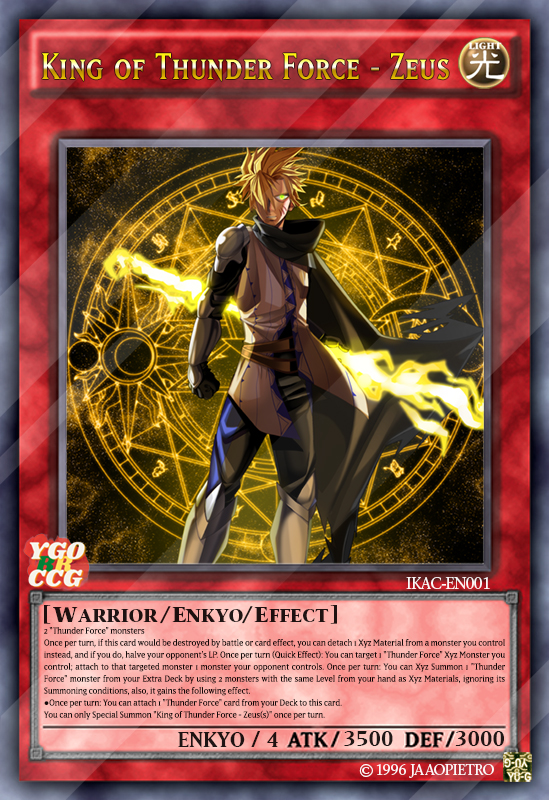 King of Thunder Force - Zeus
LIGHT
光
YGO
BR
CCG
IKAC-EN001
[Warrior/Enkyo/Effect]
2 "Thunder Force" monsters
Once per turn, if this card would be destroyed by battle or card effect, you can detach 1 Xyz Material from a monster you control
instead, and if you do, halve your opponent's LP. Once per turn (Quick Effect): You can target 1 "Thunder Force" Xyz Monster you
control; attach to that targeted monster 1 monster your opponent controls. Once per turn: You can Xyz Summon 1 "Thunder
Force" monster from your Extra Deck by using 2 monsters with the same Level from your hand as Xyz Materials, ignoring its
Summoning conditions, also, it gains the following effect.
●Once per turn: You can attach 1 "Thunder Force" card from your Deck to this card.
You can only Special Summon "King of Thunder Force - Zeus(s)" once per turn.
ENKYO / 4 ATK/3500 DEF/3000
© 1996 JAAOPIETRO
YU-G